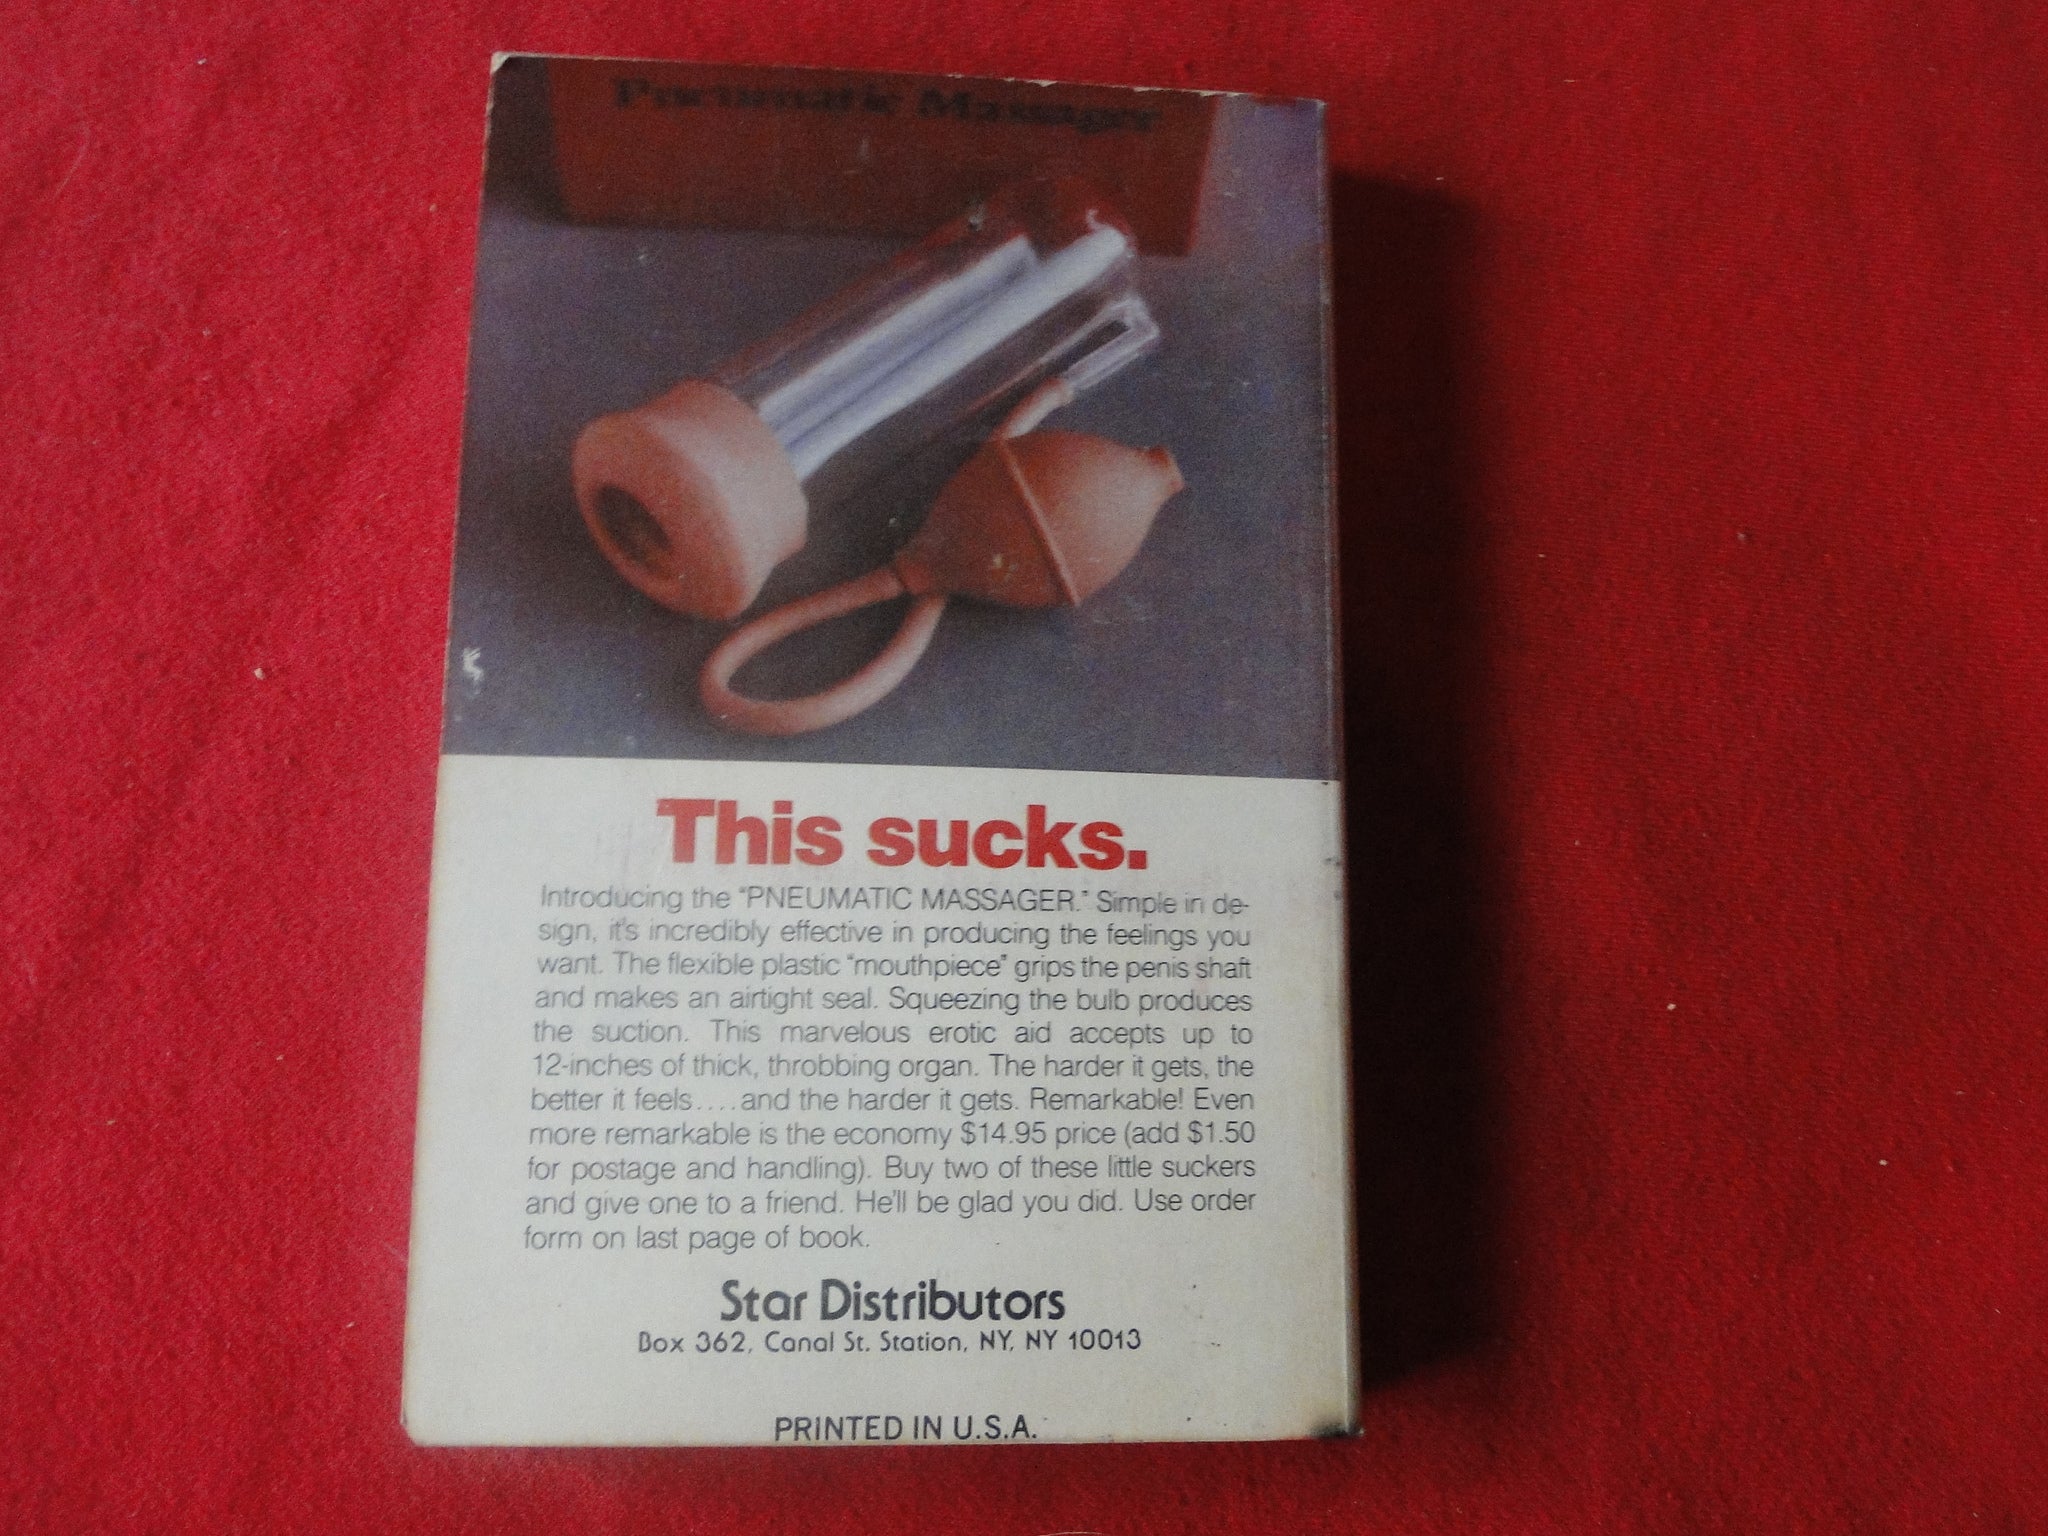 Pneumatic Massager
This sucks.
Introducing the "PNEUMATIC MASSAGER." Simple in de-
sign, it's incredibly effective in producing the feelings you
want. The flexible plastic "mouthpiece" grips the penis shaft
and makes an airtight seal. Squeezing the bulb produces
the suction. This marvelous erotic aid accepts up to
12-inches of thick, throbbing organ. The harder it gets, the
better it feels....and the harder it gets. Remarkable! Even
more remarkable is the economy $14.95 price (add $1.50
for postage and handling). Buy two of these little suckers
and give one to a friend. He'll be glad you did. Use order
form on last page of book.
Star Distributors
Box 362, Canal St. Station, NY, NY 10013
PRINTED IN U.S.A.